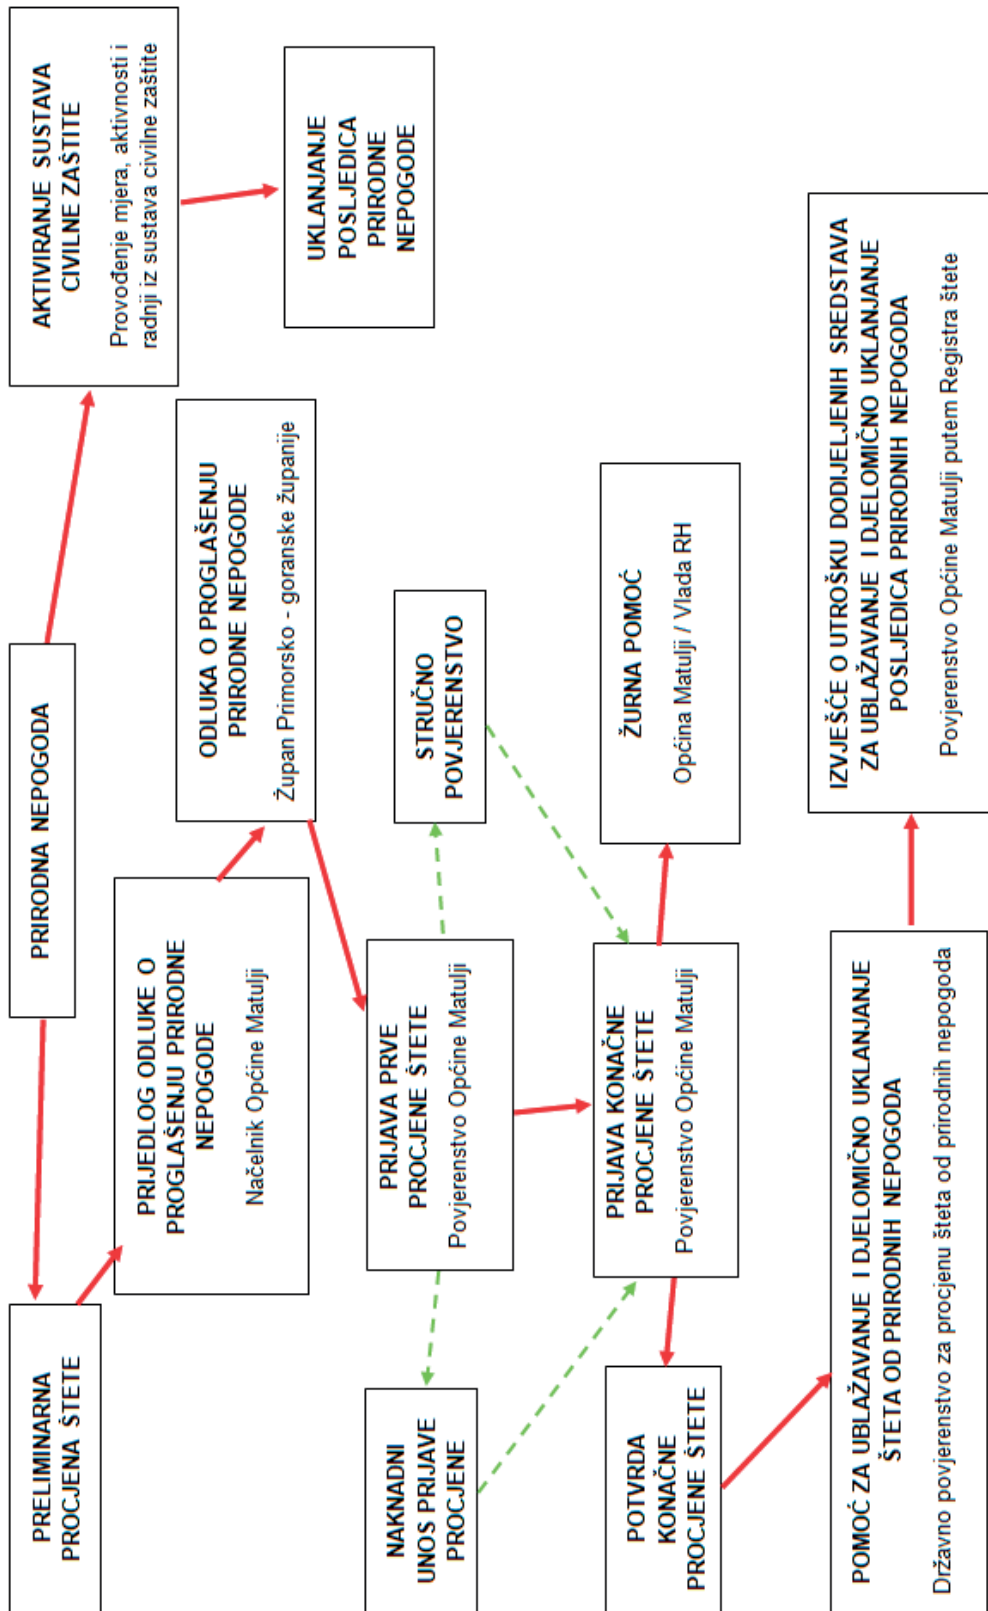 PRIRODNA NEPOGODA
PRELIMINARNA
PROCJENA ŠTETE
AKTIVIRANJE SUSTAVA
CIVILNE ZAŠTITE
Provođenje mjera, aktivnosti i
radnji iz sustava civilne zaštite
PRIJEDLOG ODLUKE O
PROGLAŠENJU PRIRODNE
NEPOGODE
Načelnik Općine Matulji
ODLUKA O PROGLAŠENJU
PRIRODNE NEPOGODE
Župan Primorsko - goranske županije
UKLANJANJE
POSLJEDICA
PRIRODNE
NEPOGODE
NAKNADNI
UNOS PRIJAVE
PROCJENE
PRIJAVA PRVE
PROCJENE ŠTETE
Povjerenstvo Općine Matulji
STRUČNO
POVJERENSTVO
POTVRDA
KONAČNE
PROCJENE ŠTETE
PRIJAVA KONAČNE
PROCJENE ŠTETE
Povjerenstvo Općine Matulji
ŽURNA POMOĆ
Općina Matulji / Vlada RH
POMOĆ ZA UBLAŽAVANJE I DJELOMIČNO UKLANJANJE
ŠTETA OD PRIRODNIH NEPOGODA
Državno povjerenstvo za procjenu šteta od prirodnih nepogoda
IZVJEŠĆE O UTROŠKU DODIJELJENIH SREDSTAVA
ZA UBLAŽAVANJE I DJELOMIČNO UKLANJANJE
POSLJEDICA PRIRODNIH NEPOGODA
Povjerenstvo Općine Matulji putem Registra štete